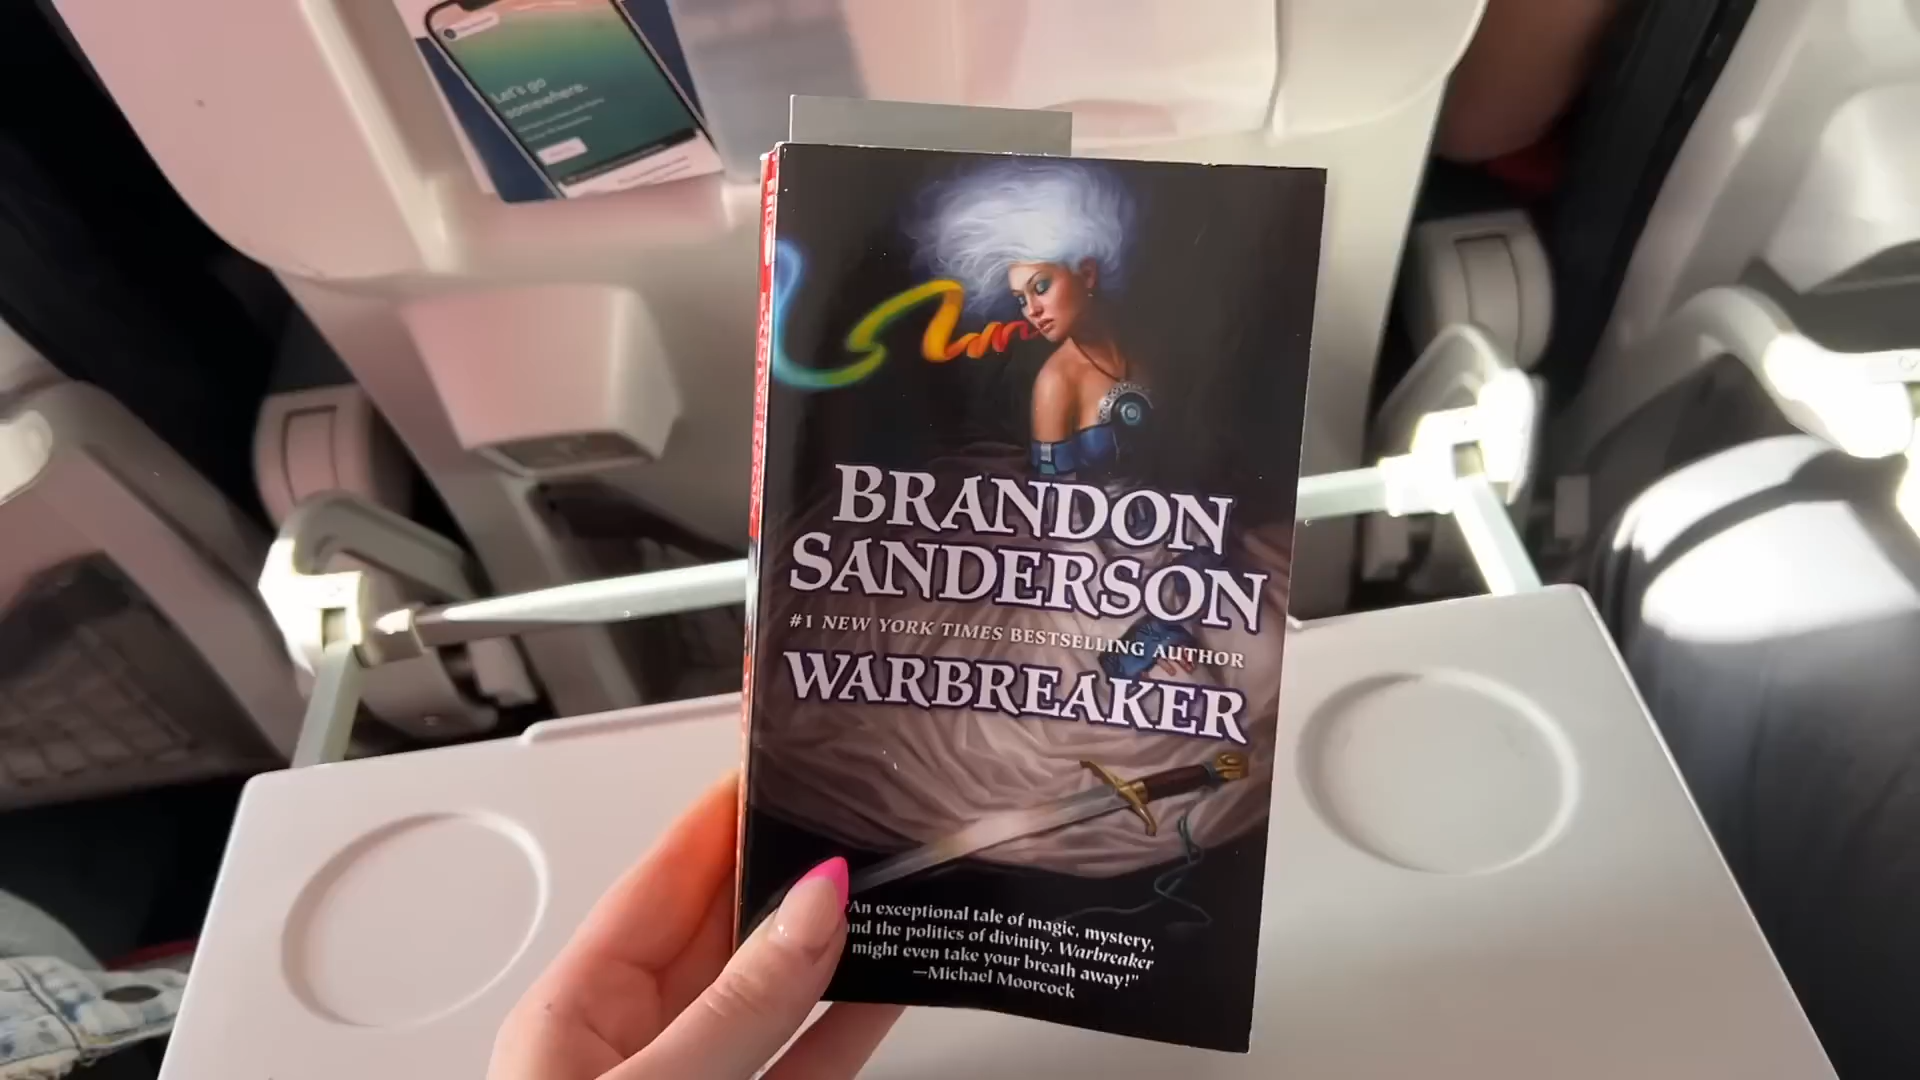 Let's go
somewhere.
BRANDON
SANDERSON
#1 NEW YORK TIMES BESTSELLING AUTHOR
WARBREAKER
"An exceptional tale of magic, mystery,
and the politics of divinity. Warbreaker
might even take your breath away!"
—Michael Moorcock